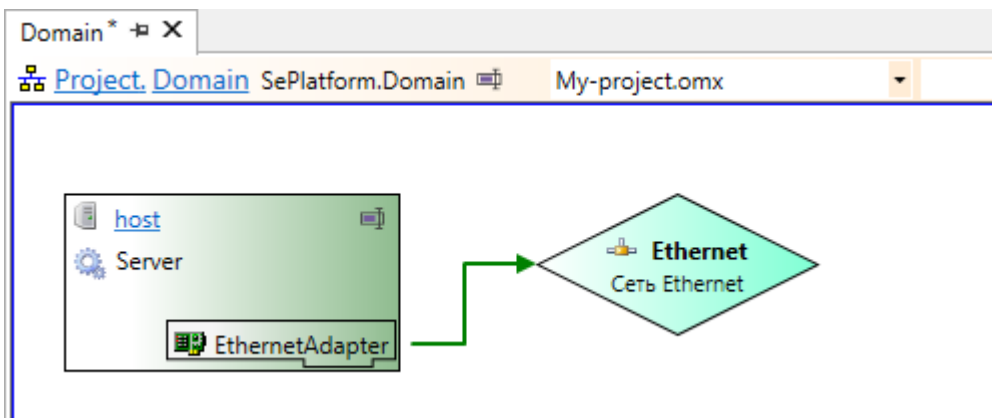 Domain*
Project. Domain SePlatform.Domain My-project.omx
host
Server
EthernetAdapter
Ethernet
Сеть Ethernet